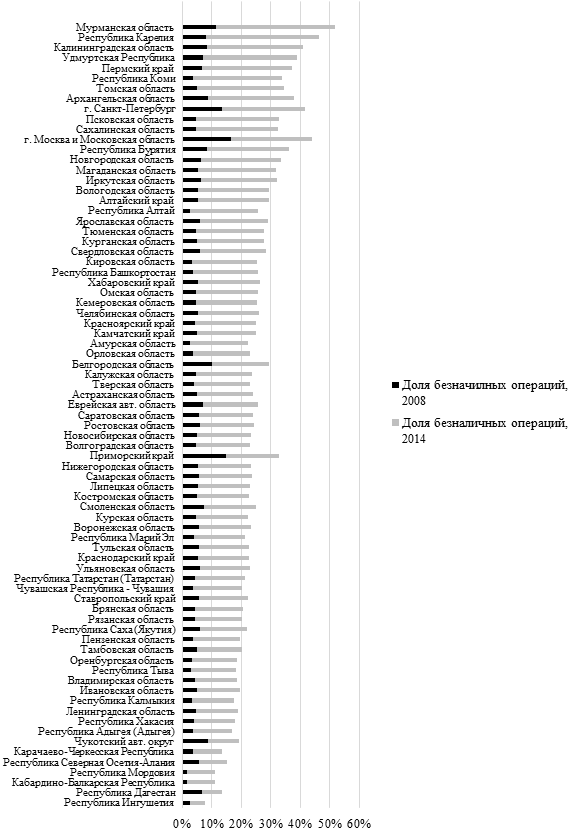 Мурманская область
Республика Карелия
Калининградская область
Удмуртская Республика
Пермский край
Республика Коми
Томская область
Архангельская область
г. Санкт-Петербург
Псковская область
Сахалинская область
г. Москва и Московская область
Республика Бурятия
Новгородская область
Магаданская область
Иркутская область
Вологодская область
Алтайский край
Республика Алтай
Ярославская область
Тюменская область
Курганская область
Свердловская область
Кировская область
Республика Башкортостан
Хабаровский край
Омская область
Кемеровская область
Челябинская область
Красноярский край
Камчатский край
Амурская область
Орловская область
Белгородская область
Калужская область
Тверская область
Астраханская область
Еврейская авт. область
Саратовская область
Ростовская область
Новосибирская область
Волгоградская область
Приморский край
Нижегородская область
Самарская область
Липецкая область
Костромская область
Смоленская область
Курская область
Воронежская область
Республика Марий Эл
Тульская область
Краснодарский край
Ульяновская область
Республика Татарстан (Татарстан)
Чувашская Республика - Чувашия
Ставропольский край
Брянская область
Рязанская область
Республика Саха (Якутия)
Пензенская область
Тамбовская область
Оренбургская область
Республика Тыва
Владимирская область
Ивановская область
Республика Калмыкия
Ленинградская область
Республика Хакасия
Республика Адыгея (Адыгея)
Чукотский авт. округ
Карачаево-Черкесская Республика
Республика Северная Осетия-Алания
Республика Мордовия
Кабардино-Балкарская Республика
Республика Дагестан
Республика Ингушетия
0% 10% 20% 30% 40% 50% 60%
Доля безначилных операций,
2008
Доля безналичных операций,
2014